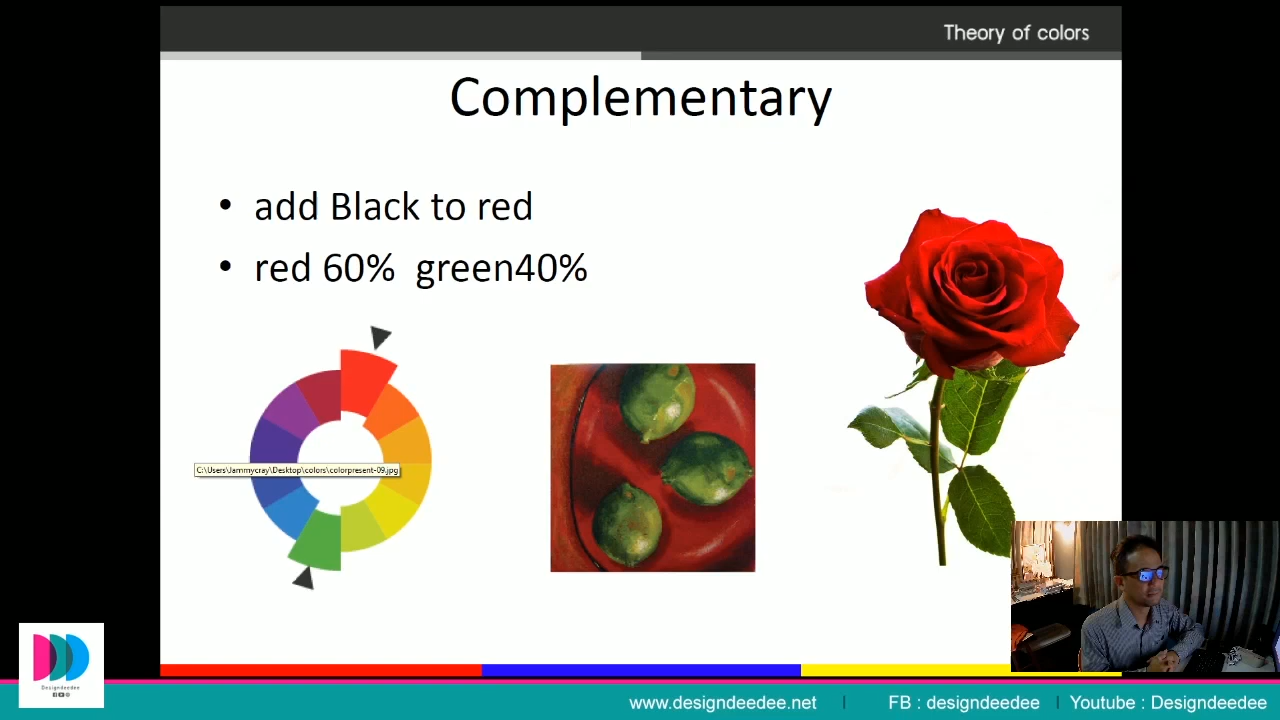 Theory of colors
Complementary
• add Black to red
• red 60% green40%
C:\Users\Jammycray\Desktop\colors\colorpresent-09.jpg
Designdeedee
www.designdeedee.net | FB : designdeedee | Youtube : Designdeedee